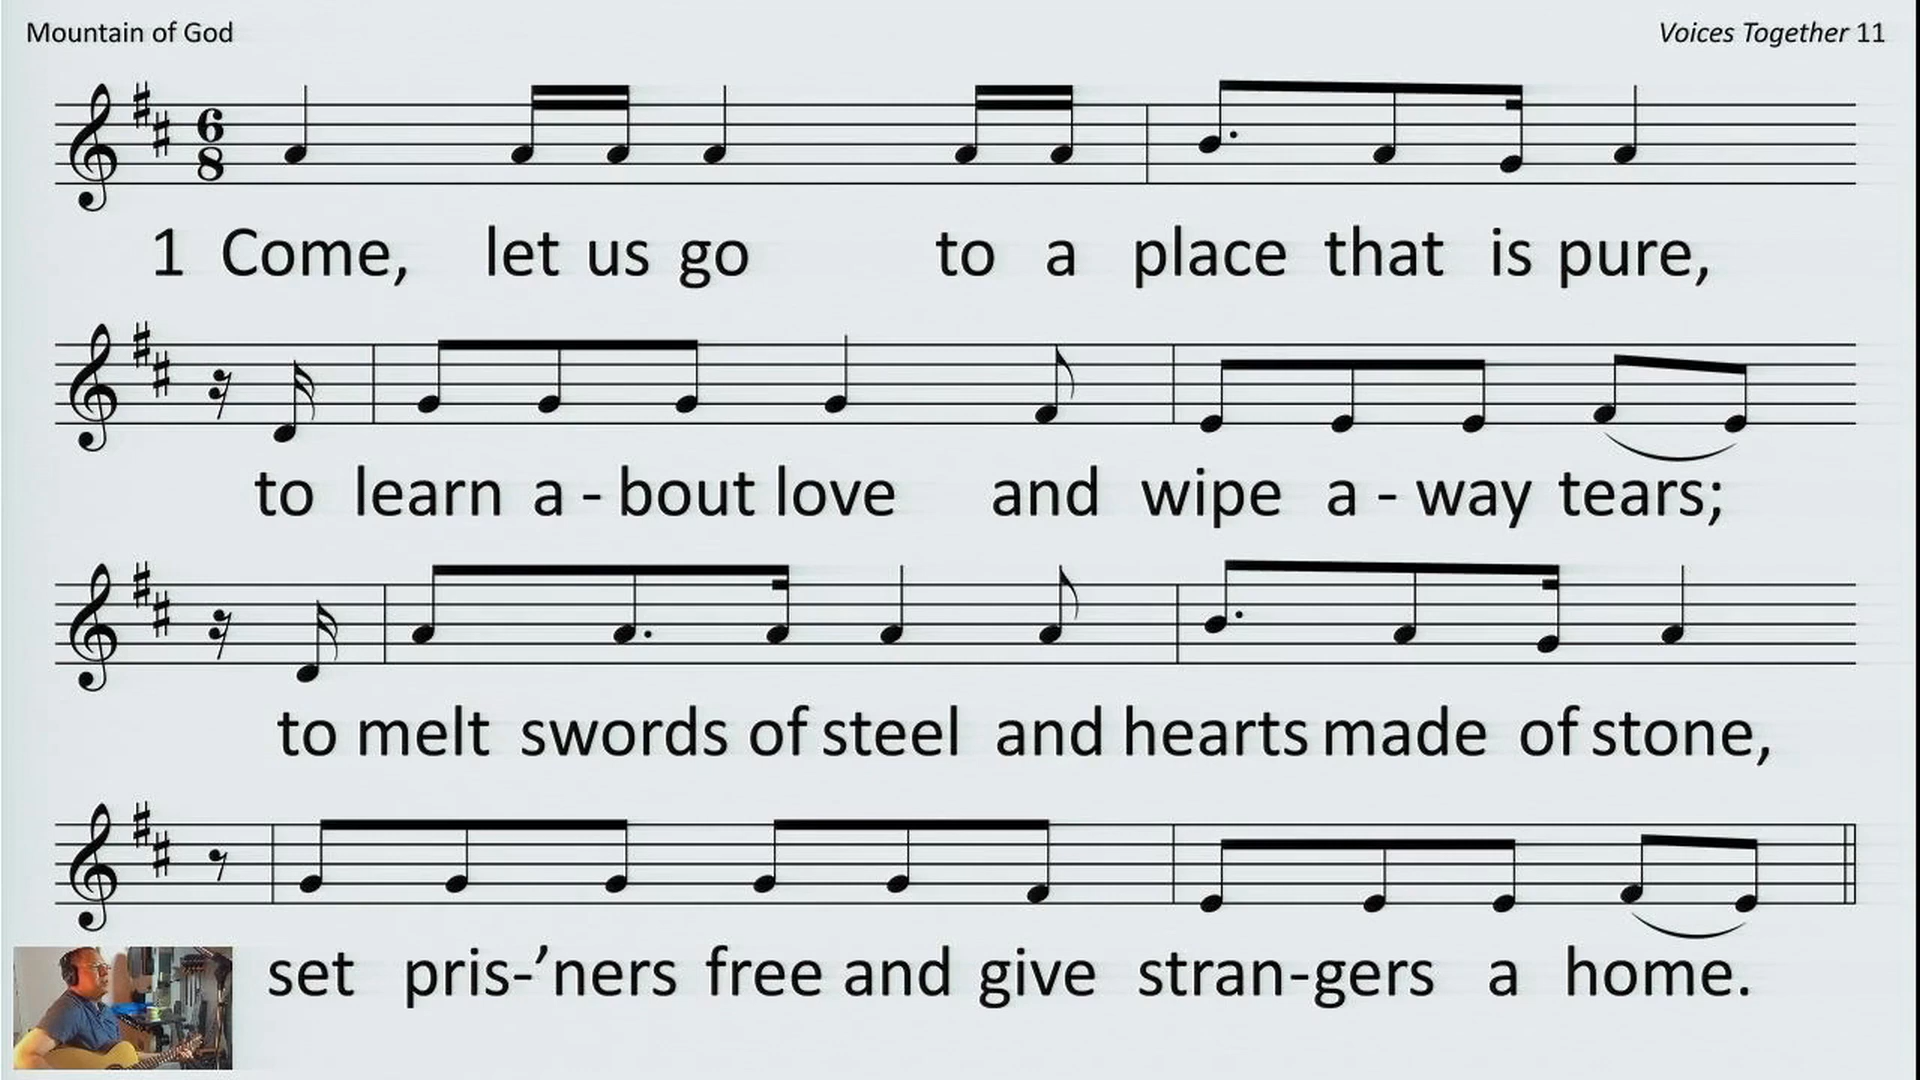 Mountain of God
Voices Together 11
6
8
1 Come, let us go to a place that is pure,
to learn a - bout love and wipe a - way tears;
to melt swords of steel and hearts made of stone,
set pris-’ners free and give stran-gers a home.